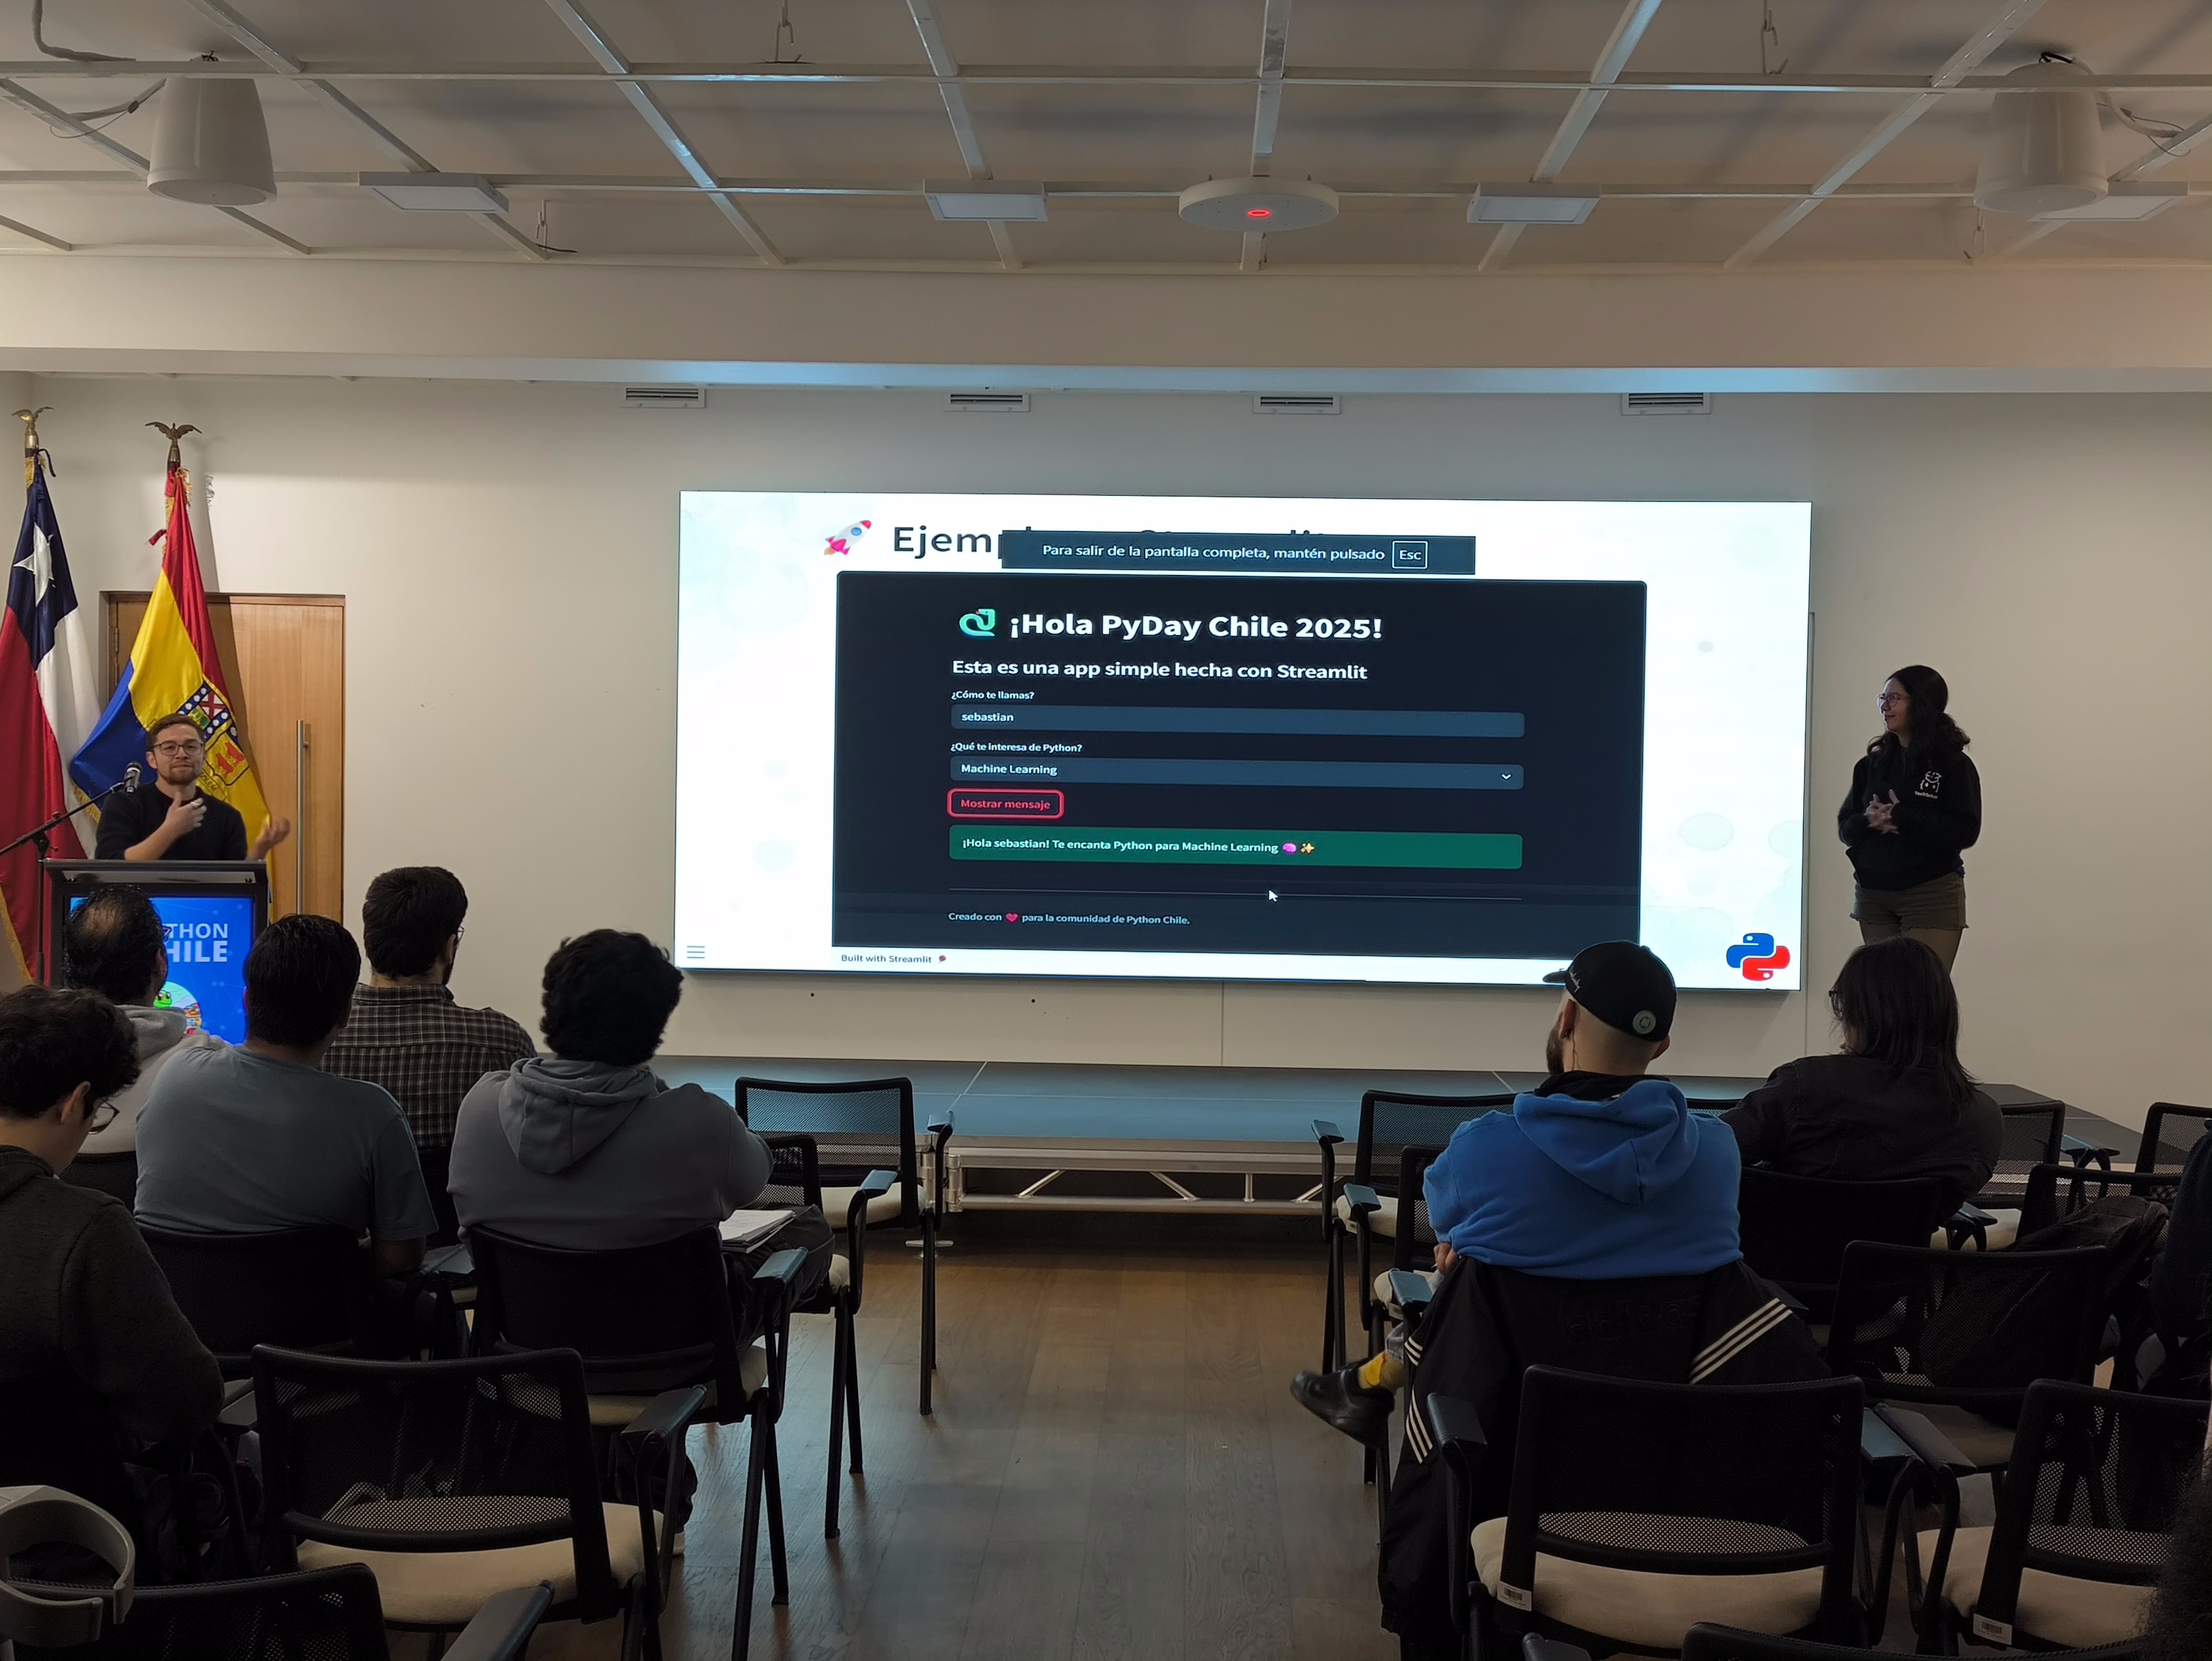 Ejem
Para salir de la pantalla completa, mantén pulsado Esc
¡Hola PyDay Chile 2025!
Esta es una app simple hecha con Streamlit
¿Cómo te llamas?
sebastian
¿Qué te interesa de Python?
Machine Learning
Mostrar mensaje
¡Hola sebastian! Te encanta Python para Machine Learning
Creado con para la comunidad de Python Chile.
Built with Streamlit
THON
HILE